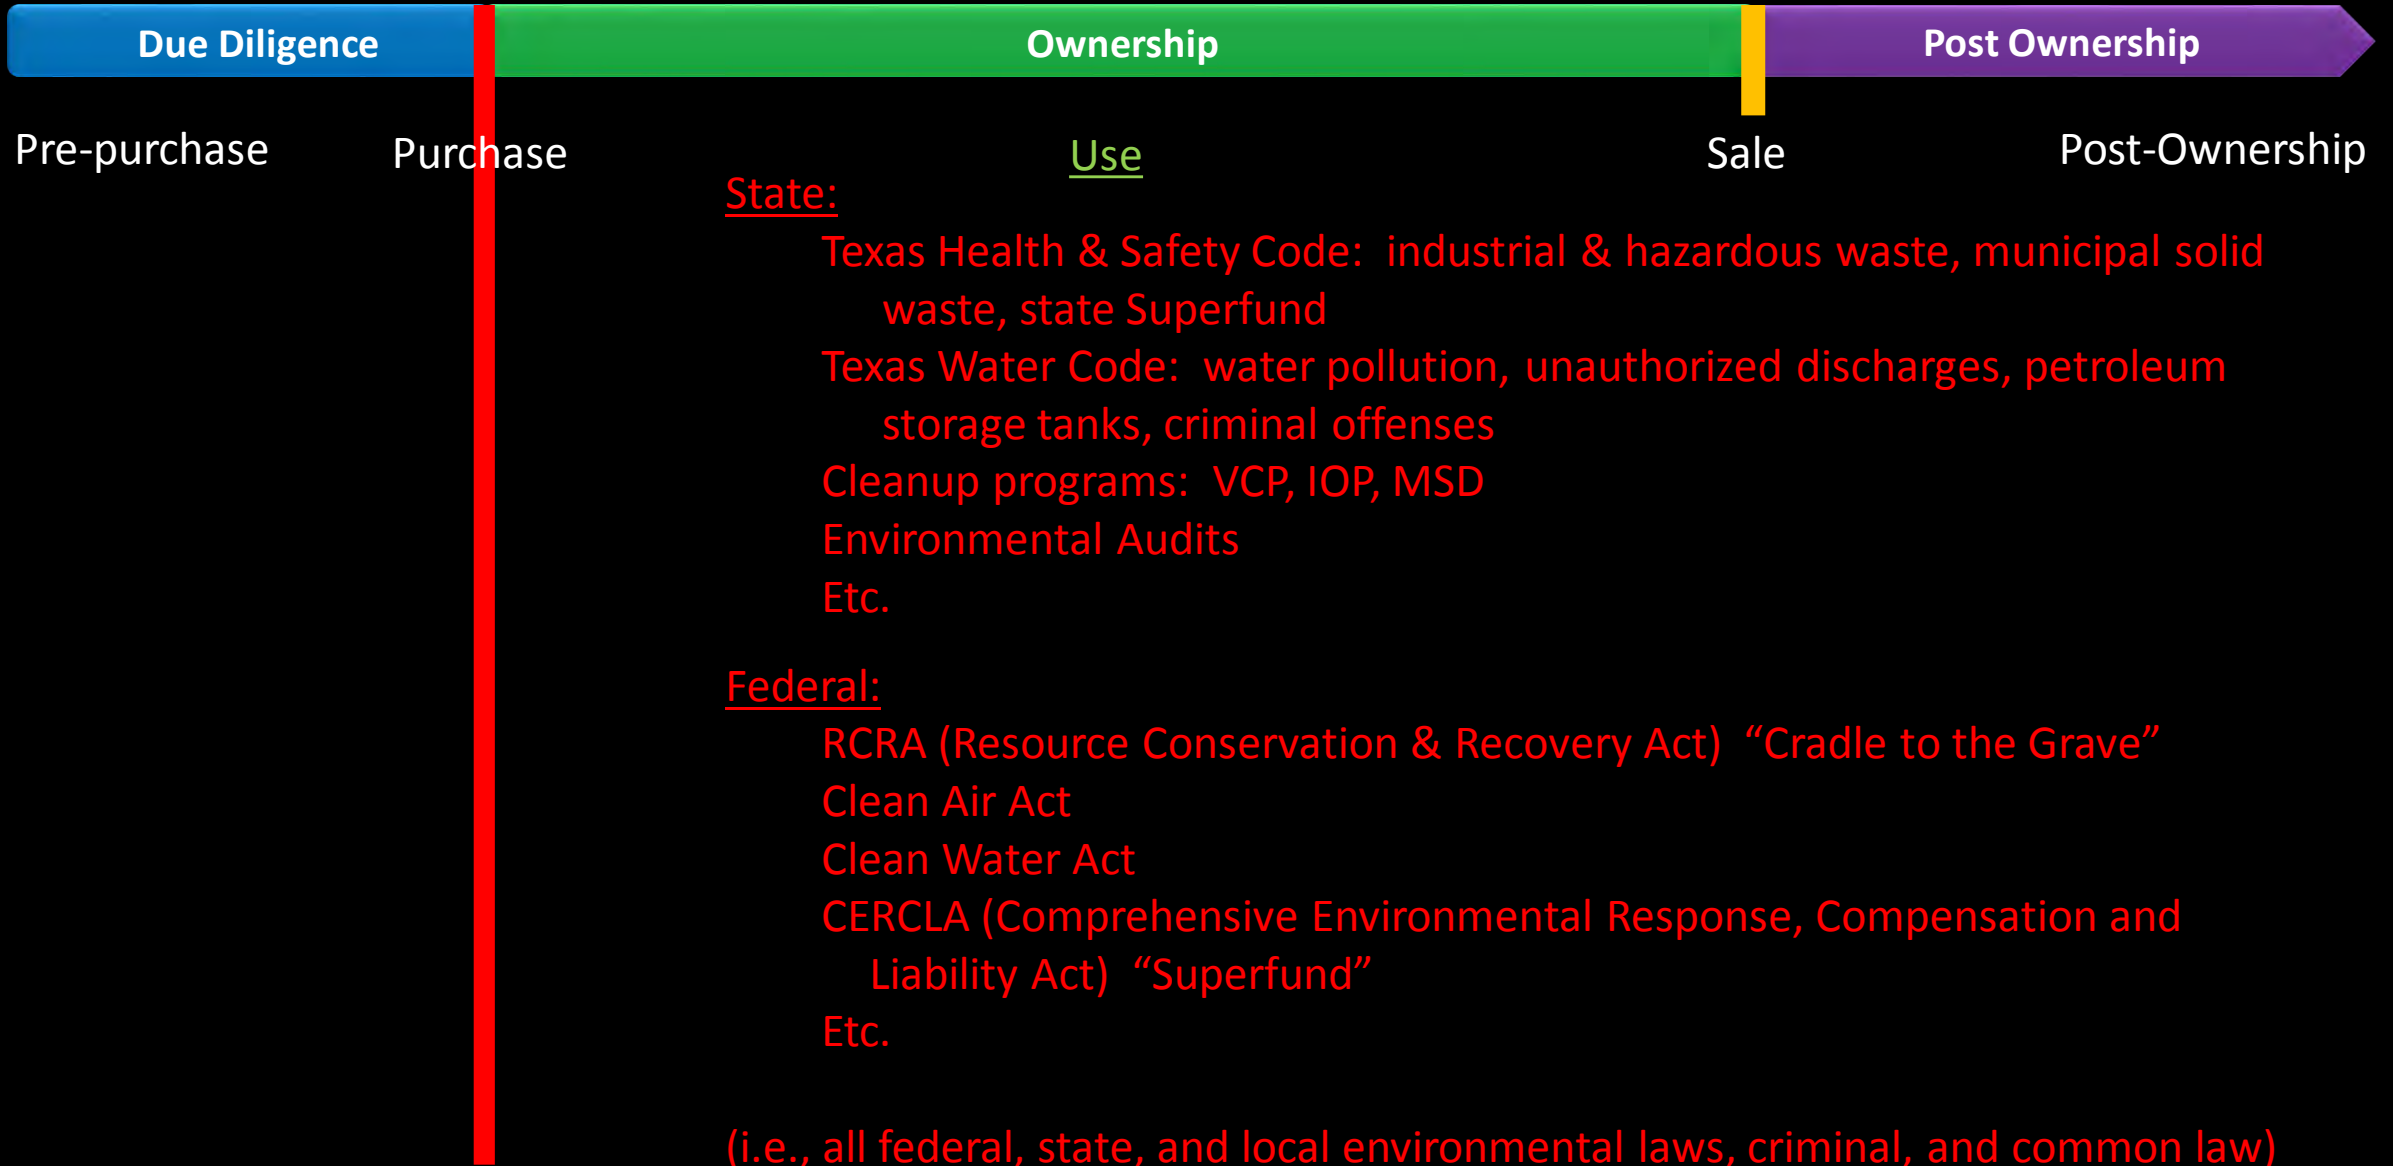 Due Diligence Ownership Post Ownership
Pre-purchase Purchase Use Sale Post-Ownership
State:
Texas Health & Safety Code: industrial & hazardous waste, municipal solid
waste, state Superfund
Texas Water Code: water pollution, unauthorized discharges, petroleum
storage tanks, criminal offenses
Cleanup programs: VCP, IOP, MSD
Environmental Audits
Etc.
Federal:
RCRA (Resource Conservation & Recovery Act) “Cradle to the Grave”
Clean Air Act
Clean Water Act
CERCLA (Comprehensive Environmental Response, Compensation and
Liability Act) “Superfund”
Etc.
(i.e., all federal, state, and local environmental laws, criminal, and common law)